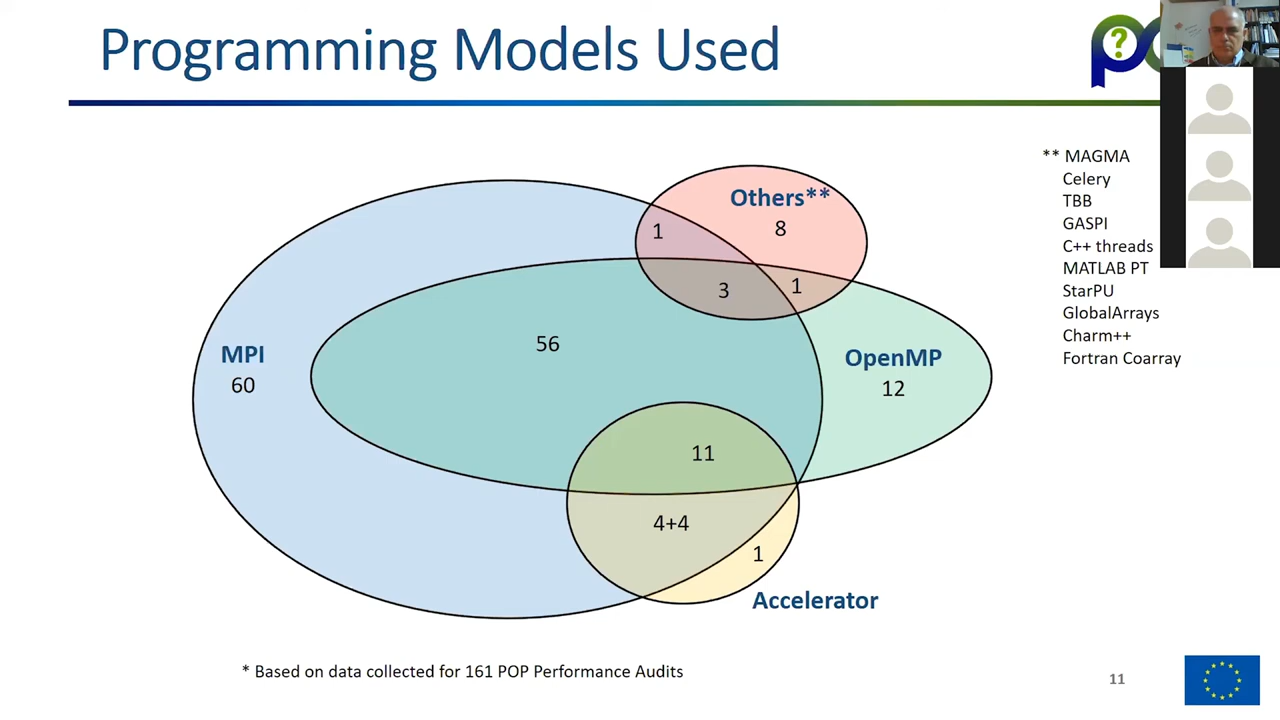 Programming Models Used
** MAGMA
Celery
TBB
GASPI
C++ threads
MATLAB PT
StarPU
GlobalArrays
Charm++
Fortran Coarray
Others**
8
1
3
1
56
MPI
60
OpenMP
12
11
4+4
1
Accelerator
* Based on data collected for 161 POP Performance Audits
11